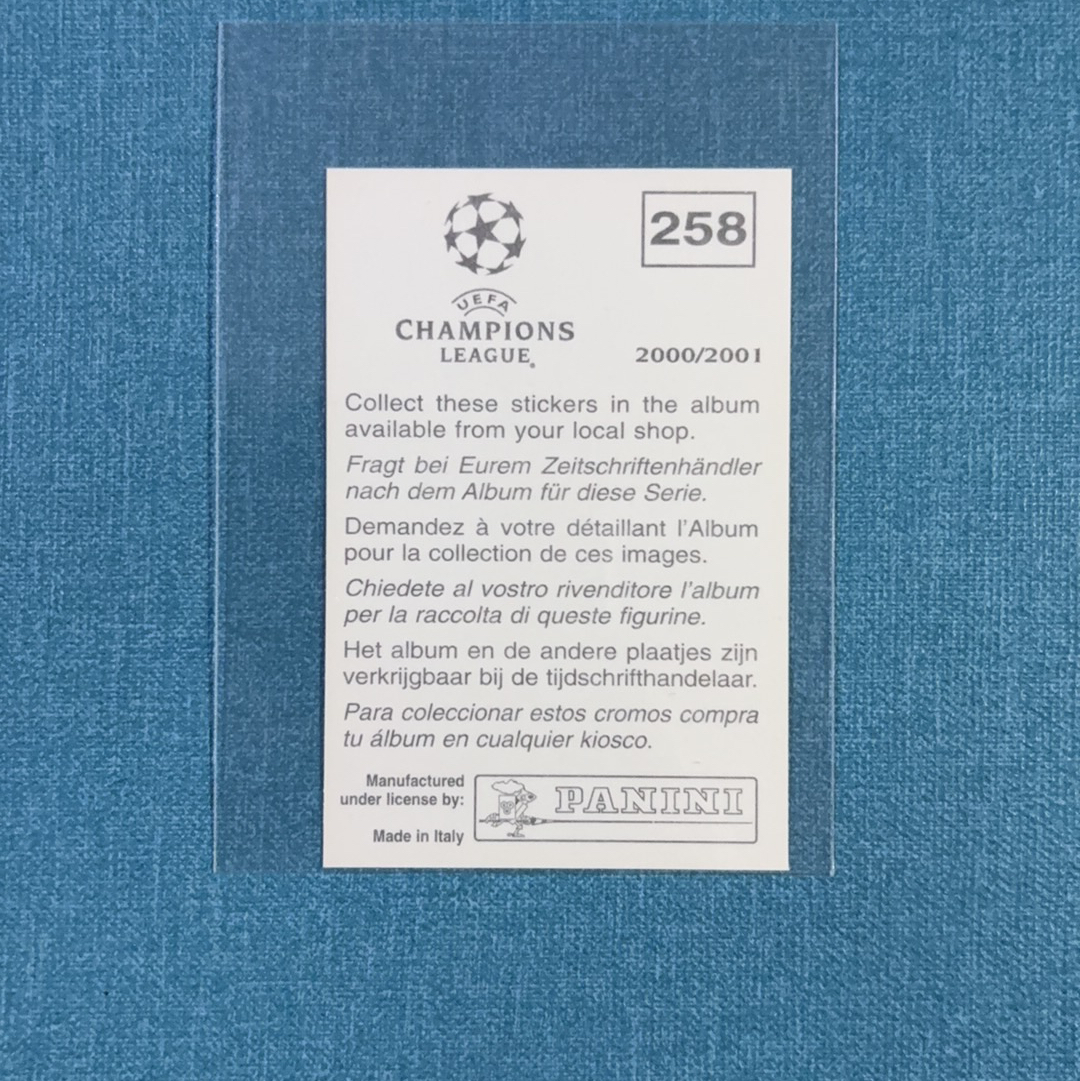 258
UEFA
CHAMPIONS
LEAGUE®
2000/2001
Collect these stickers in the album
available from your local shop.
Fragt bei Eurem Zeitschriftenhändler
nach dem Album für diese Serie.
Demandez à votre détaillant l'Album
pour la collection de ces images.
Chiedete al vostro rivenditore l'album
per la raccolta di queste figurine.
Het album en de andere plaatjes zijn
verkrijgbaar bij de tijdschrifthandelaar.
Para coleccionar estos cromos compra
tu álbum en cualquier kiosco.
Manufactured
under license by:
Made in Italy
PANINI